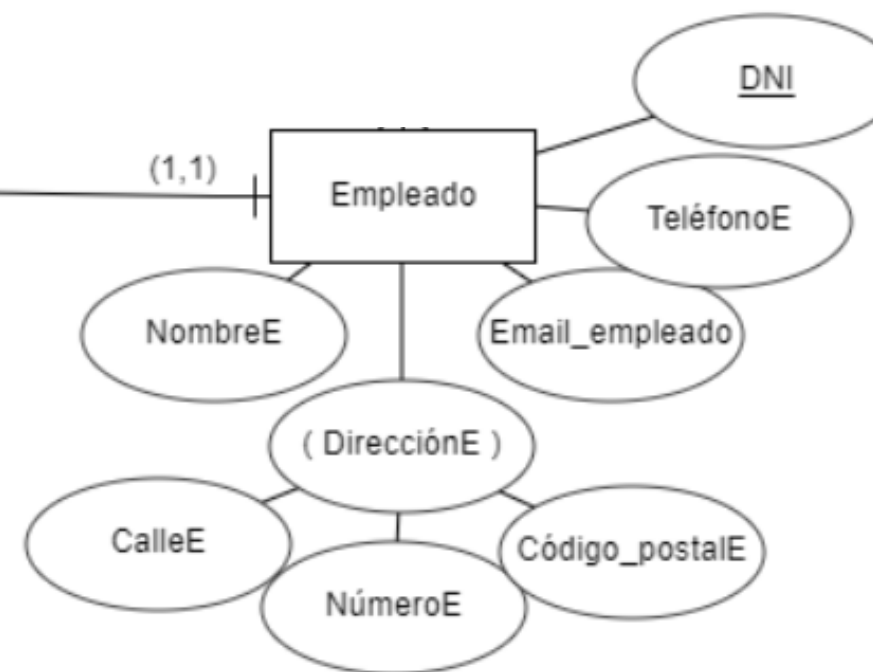 DNI
(1,1)
Empleado
TeléfonoE
NombreE
Email_empleado
( DirecciónE )
CalleE
Código_postalE
NúmeroE